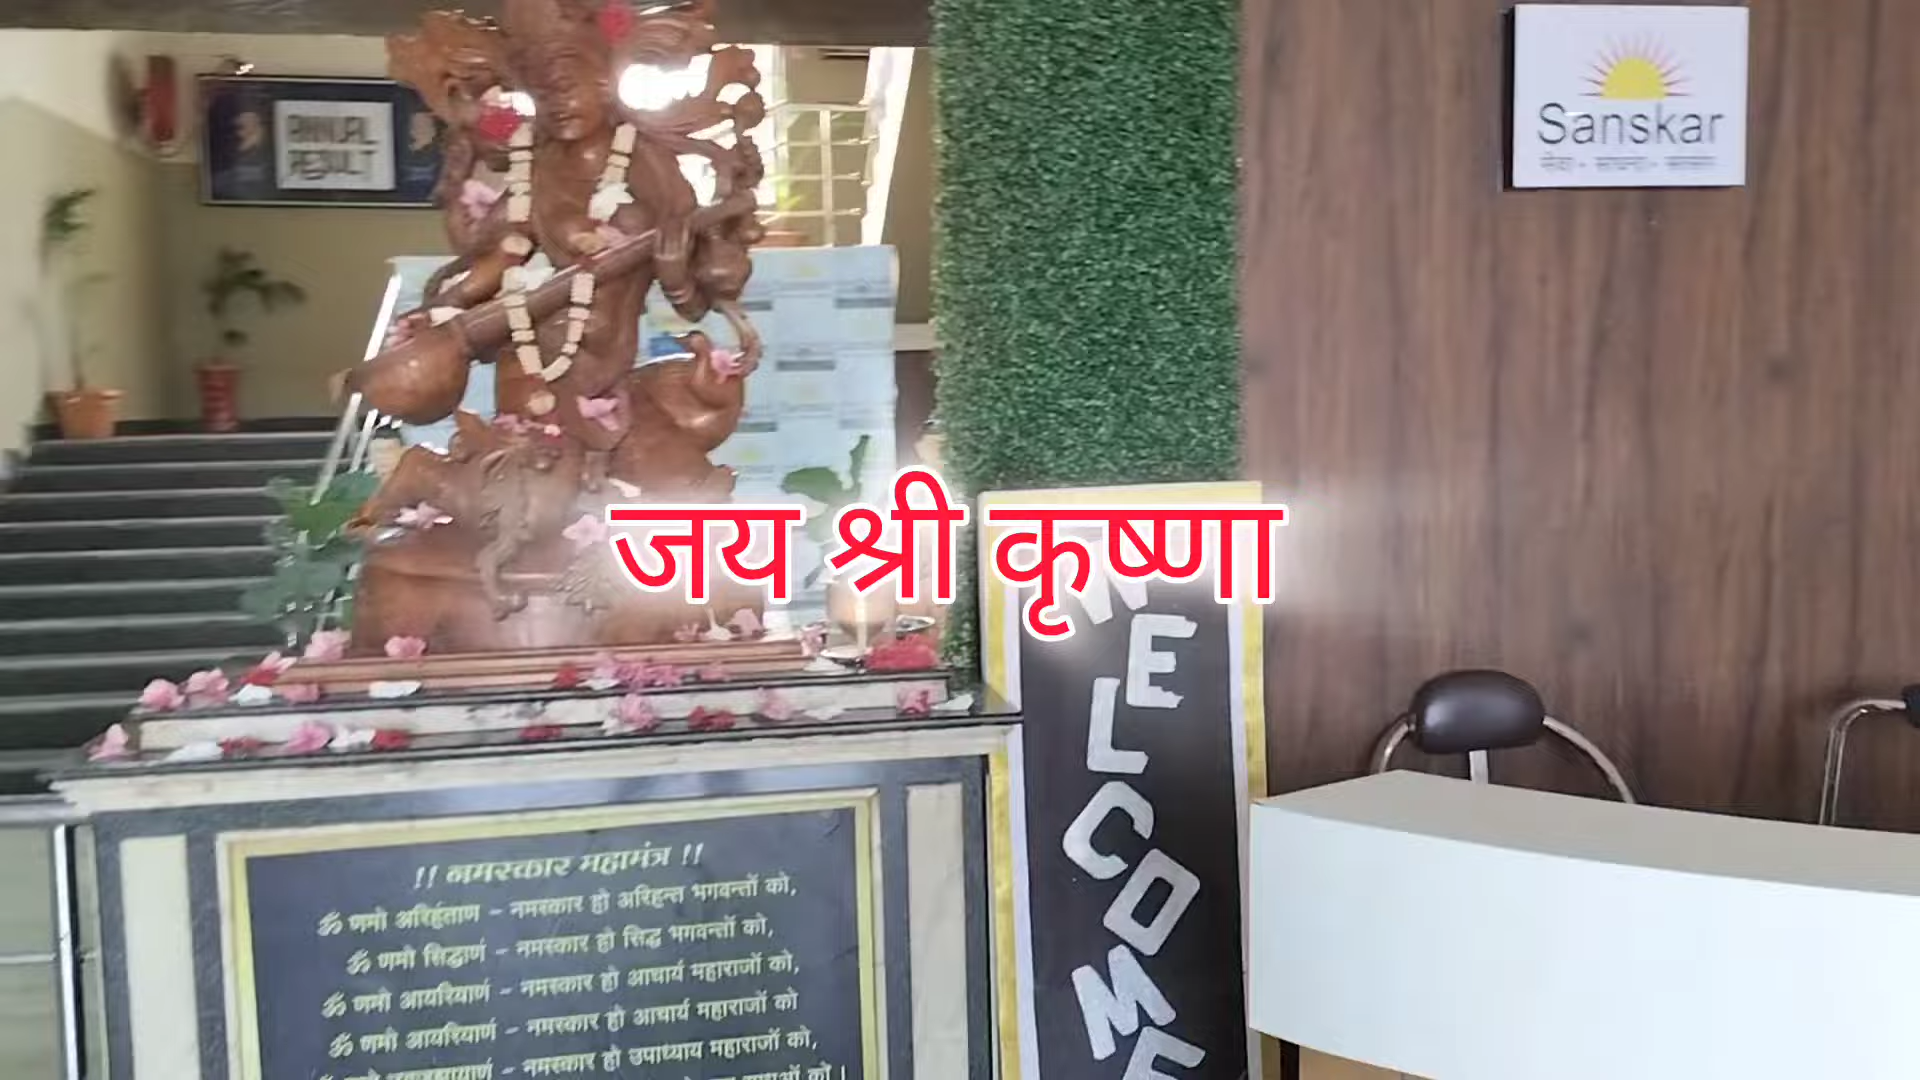 ANNUAL
RESULT
Sanskar
जय श्री कृष्णा
WELCOME
!! नमस्कार महामंत्र !!
ॐ णमो अरिहंताण - नमस्कार हो अरिहन्त भगवन्तों को,
ॐ णमो सिद्धाणं - नमस्कार हो सिद्ध भगवन्तों को,
ॐ णमो आयरियाणं - नमस्कार हो आचार्य महाराजों को,
ॐ णमो आयरियाणं - नमस्कार हो आचार्य महाराजों को
ॐ णमो - नमस्कार हो उपाध्याय महाराजों को,
को।